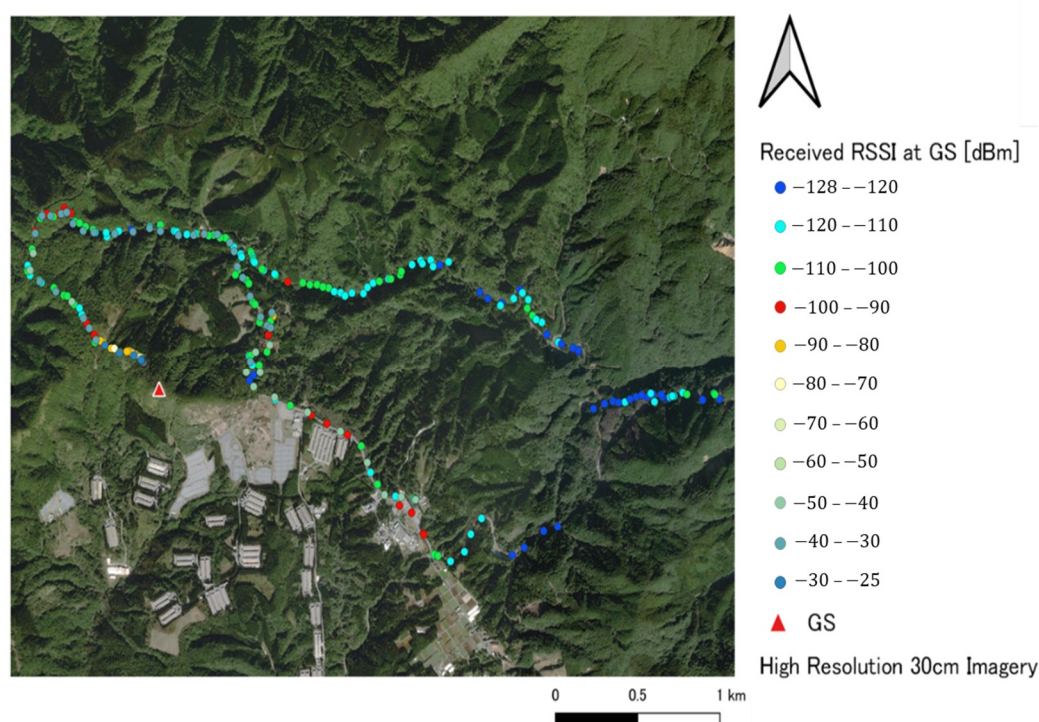 Received RSSI at GS [dBm]
−128 – −120
−120 – −110
−110 – −100
−100 – −90
−90 – −80
−80 – −70
−70 – −60
−60 – −50
−50 – −40
−40 – −30
−30 – −25
GS
High Resolution 30cm Imagery
0 0.5 1 km